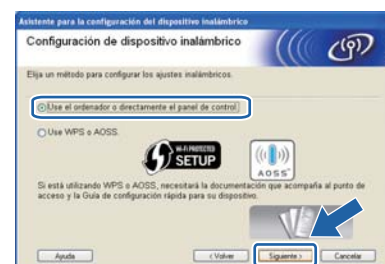 Asistente para la configuración del dispositivo inalámbrico
Configuración de dispositivo inalámbrico
Elija un método para configurar los ajustes inalámbricos.
Use el ordenador o directamente el panel de control.
Use WPS o AOSS.
Wi-Fi PROTECTED
SETUP
AOSS
Si está utilizando WPS o AOSS, necesitará la documentación que acompaña al punto de
acceso y la Guía de configuración rápida para su dispositivo.
Ayuda
< Volver
Siguiente >
Cancelar